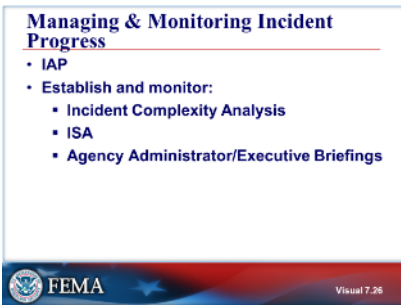 Managing & Monitoring Incident
Progress
• IAP
• Establish and monitor:
▪ Incident Complexity Analysis
▪ ISA
▪ Agency Administrator/Executive Briefings
FEMA
Visual 7.26